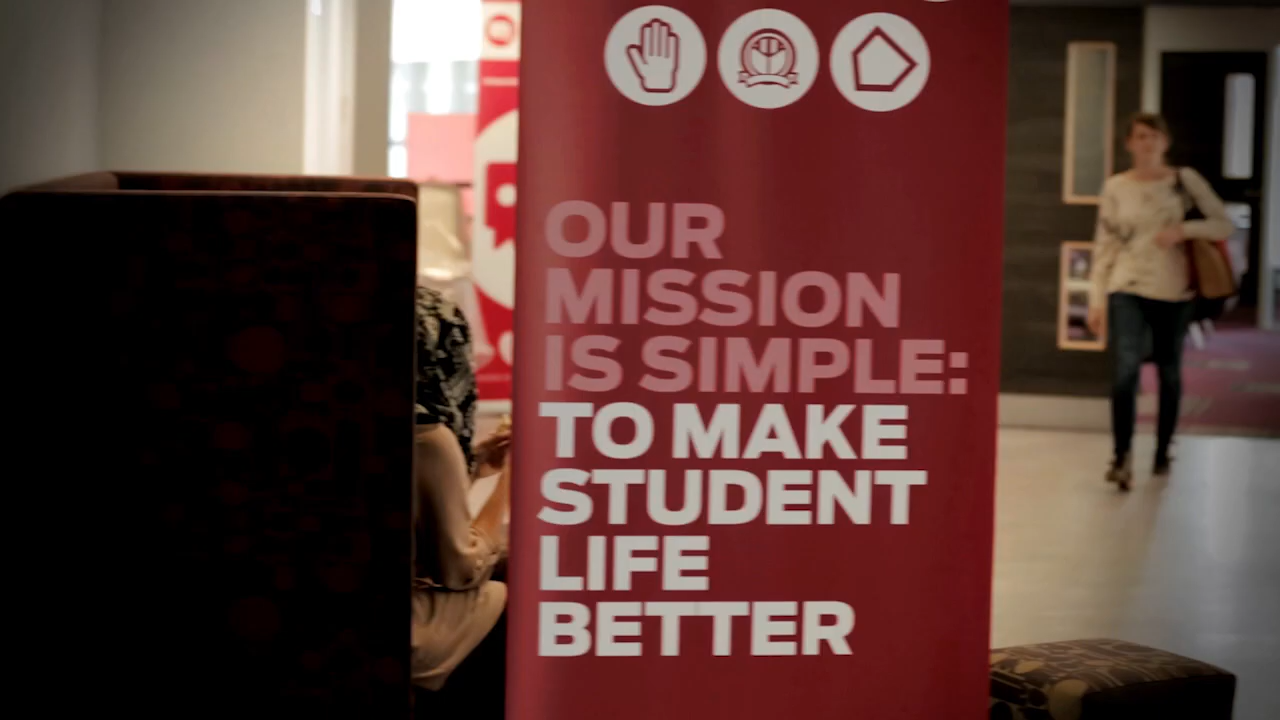 OUR
MISSION
IS SIMPLE:
TO MAKE
STUDENT
LIFE
BETTER